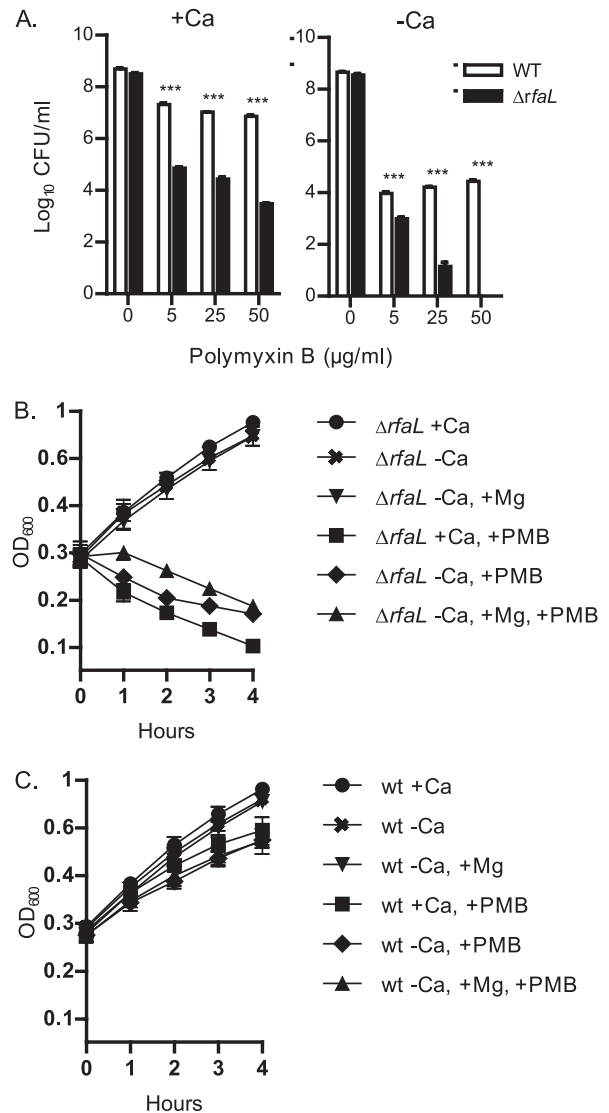 A.
+Ca
-Ca
10
8
6
4
2
0
Log₁₀ CFU/ml
***
***
***
0
5
25
50
10
8
6
4
2
0
***
***
***
0
5
25
50
WT
ΔrfaL
Polymyxin B (µg/ml)
B.
1
0.6
0.4
0.3
0.2
0.1
OD₆₀₀
0
1
2
3
4
Hours
ΔrfaL +Ca
ΔrfaL -Ca
ΔrfaL -Ca, +Mg
ΔrfaL +Ca, +PMB
ΔrfaL -Ca, +PMB
ΔrfaL -Ca, +Mg, +PMB
C.
1
0.6
0.4
0.3
0.2
0.1
OD₆₀₀
0
1
2
3
4
Hours
wt +Ca
wt -Ca
wt -Ca, +Mg
wt +Ca, +PMB
wt -Ca, +PMB
wt -Ca, +Mg, +PMB